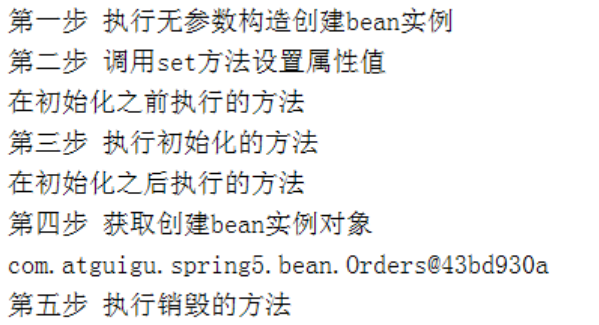 第一步 执行无参数构造创建bean实例
第二步 调用set方法设置属性值
在初始化之前执行的方法
第三步 执行初始化的方法
在初始化之后执行的方法
第四步 获取创建bean实例对象
com.atguigu.spring5.bean.Orders@43bd930a
第五步 执行销毁的方法